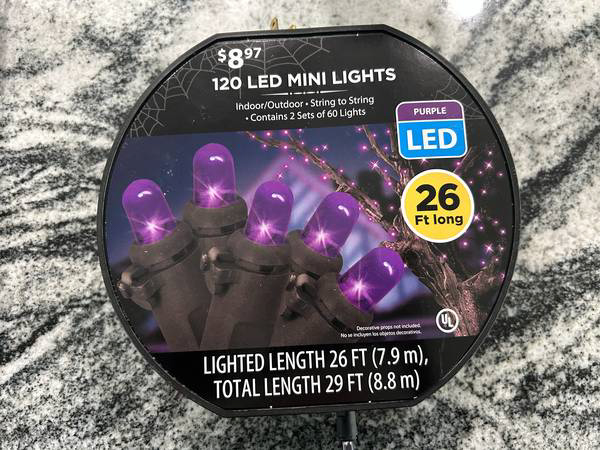 $8.97
120 LED MINI LIGHTS
Indoor/Outdoor • String to String
• Contains 2 Sets of 60 Lights
PURPLE
LED
26
Ft long
UL
Decorative props not included.
No se incluyen los objetos decorativos.
LIGHTED LENGTH 26 FT (7.9 m),
TOTAL LENGTH 29 FT (8.8 m)